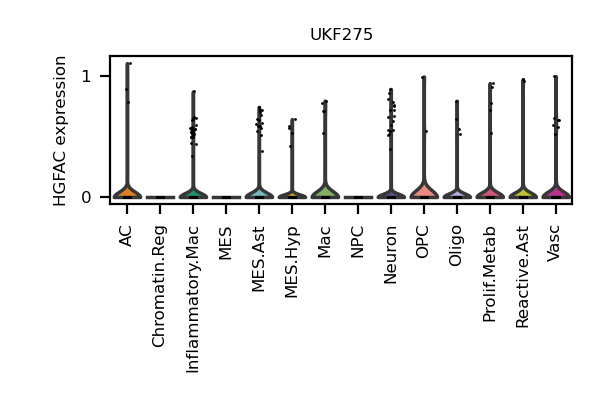 UKF275
HGFAC expression
1
0
AC
Chromatin.Reg
Inflammatory.Mac
MES
MES.Ast
MES.Hyp
Mac
NPC
Neuron
OPC
Oligo
Prolif.Metab
Reactive.Ast
Vasc